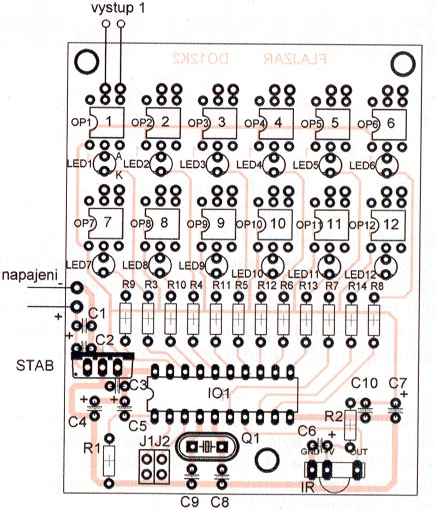 vystup 1
DO12K2 FLAJZAR
OP1 1 OP2 2 OP3 3 OP4 4 OP5 5 OP6 6
LED1 A K LED2 LED3 LED4 LED5 LED6
OP7 7 OP8 8 OP9 9 OP10 10 OP11 11 OP12 12
LED7 LED8 LED9 LED10 LED11 LED12
napajeni - +
R9 R3 R10 R4 R11 R5 R12 R6 R13 R7 R14 R8
C1
+
C2
STAB
C3
+
IO1
C4 + C5 +
C10 C7 +
R2
R1 J1 J2 Q1 C6 +
GND +V OUT
IR
C9 C8